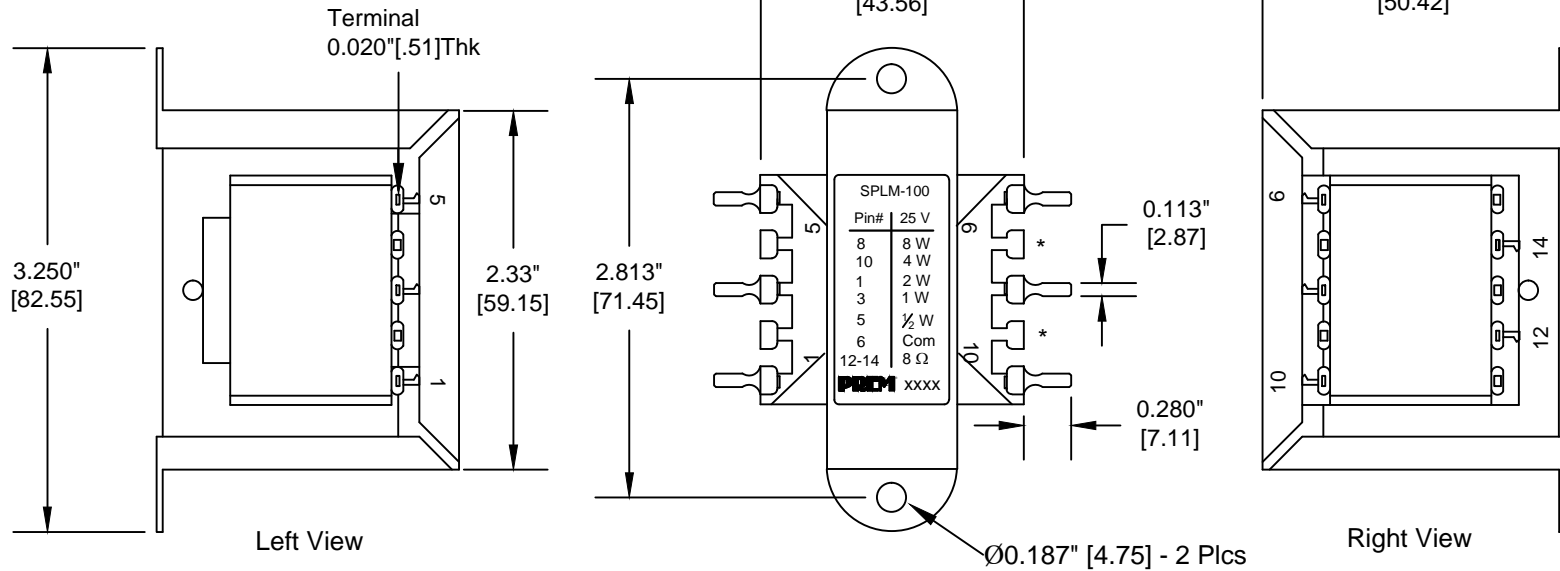 Terminal
0.020"[.51]Thk
[43.56]
[50.42]
3.250"
[82.55]
5
1
2.33"
[59.15]
Left View
2.813"
[71.45]
5
6
1
10
*
*
SPLM-100
Pin# 25 V
8 8 W
10 4 W
1 2 W
3 1 W
5 ½ W
6 Com
12-14 8 Ω
PREM xxxx
0.113"
[2.87]
0.280"
[7.11]
Ø0.187" [4.75] - 2 Plcs
6
10
14
12
Right View